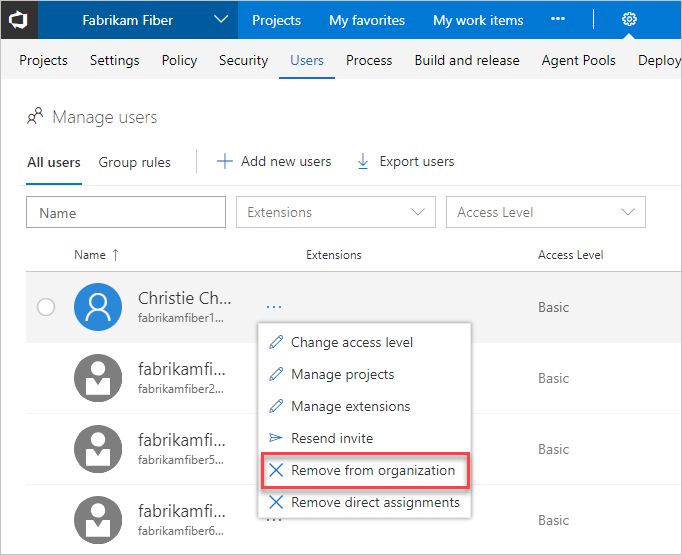 Fabrikam Fiber Projects My favorites My work items ...
Projects Settings Policy Security Users Process Build and release Agent Pools Deploy
Manage users
All users Group rules Add new users Export users
Name Extensions Access Level
Name Extensions Access Level
Christie Ch... ... Basic
fabrikamfiber1...
Change access level
fabrikamfi... Basic
Manage projects
fabrikamfiber2...
Manage extensions
Resend invite
fabrikamfi... Basic
fabrikamfiber5...
Remove from organization
Remove direct assignments
fabrikamfi... ... Basic
fabrikamfiber6...